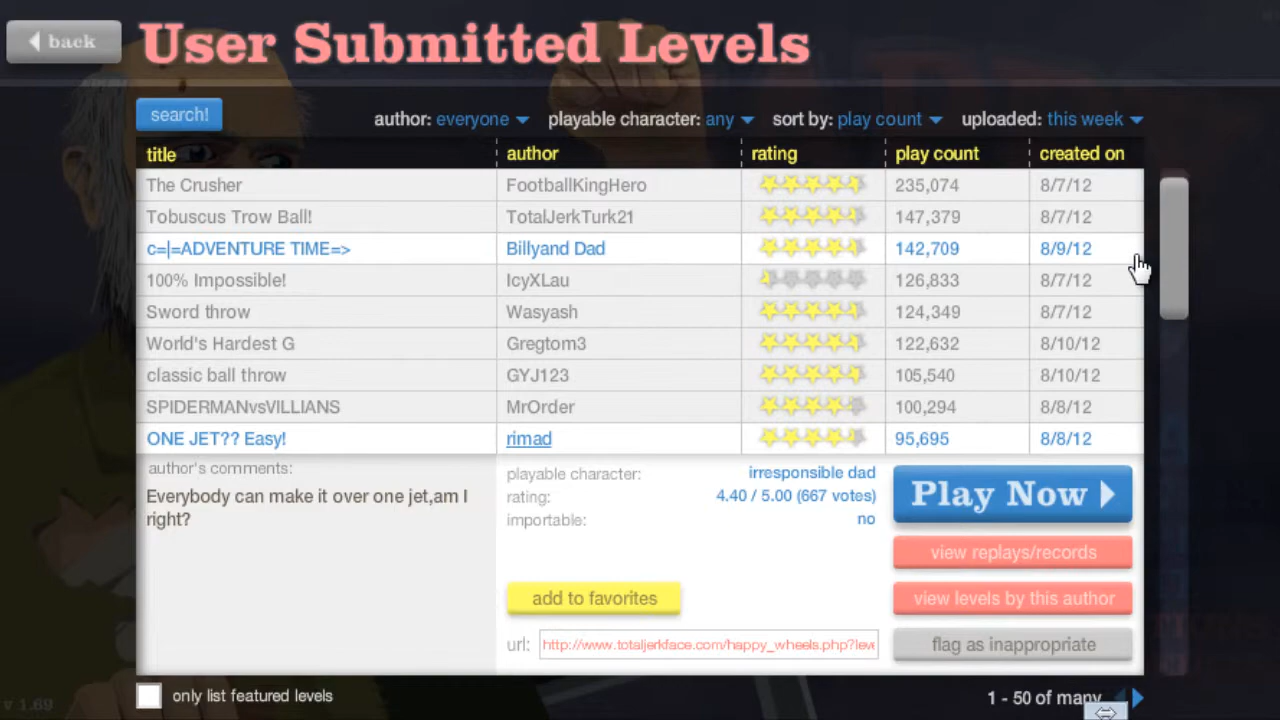 back
User Submitted Levels
search!
author: everyone playable character: any sort by: play count uploaded: this week
title author rating play count created on
The Crusher FootballKingHero 235,074 8/7/12
Tobuscus Trow Ball! TotalJerkTurk21 147,379 8/7/12
c=|=ADVENTURE TIME=> Billyand Dad 142,709 8/9/12
100% Impossible! IcyXLau 126,833 8/7/12
Sword throw Wasyash 124,349 8/7/12
World's Hardest G Gregtom3 122,632 8/10/12
classic ball throw GYJ123 105,540 8/10/12
SPIDERMANvsVILLIANS MrOrder 100,294 8/8/12
ONE JET?? Easy! rimad 95,695 8/8/12
author's comments:
Everybody can make it over one jet,am I
right?
playable character: irresponsible dad
rating: 4.40 / 5.00 (667 votes)
importable: no
Play Now
view replays/records
add to favorites
view levels by this author
url: http://www.totaljerkface.com/happy_wheels.php?leve
flag as inappropriate
only list featured levels
1 - 50 of many
v 1.69